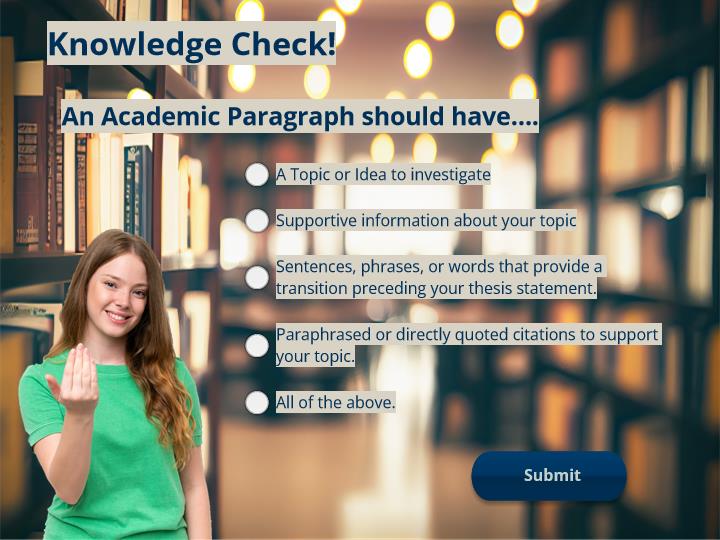 Knowledge Check!
An Academic Paragraph should have....
A Topic or Idea to investigate
Supportive information about your topic
Sentences, phrases, or words that provide a
transition preceding your thesis statement.
Paraphrased or directly quoted citations to support
your topic.
All of the above.
Submit